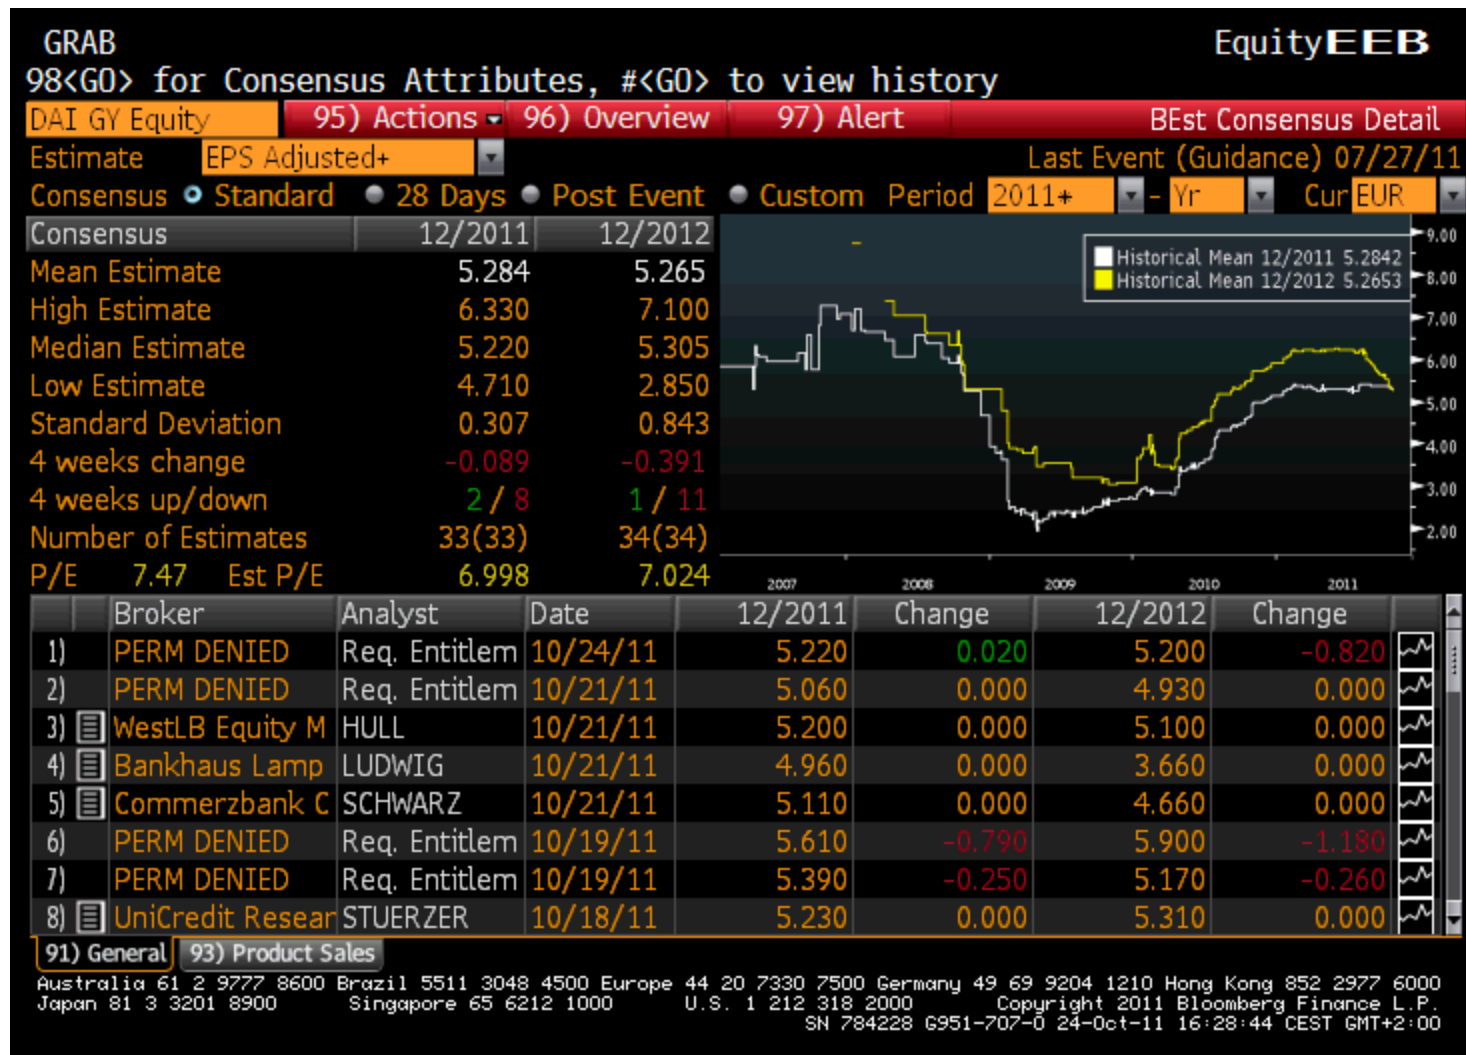 GRAB EquityEEB
98<GO> for Consensus Attributes, #<GO> to view history
DAI GY Equity 95) Actions 96) Overview 97) Alert BEst Consensus Detail
Estimate EPS Adjusted+ Last Event (Guidance) 07/27/11
Consensus Standard 28 Days Post Event Custom Period 2011+ - Yr Cur EUR
Consensus 12/2011 12/2012
Mean Estimate 5.284 5.265
High Estimate 6.330 7.100
Median Estimate 5.220 5.305
Low Estimate 4.710 2.850
Standard Deviation 0.307 0.843
4 weeks change -0.089 -0.391
4 weeks up/down 2 / 8 1 / 11
Number of Estimates 33(33) 34(34)
P/E 7.47 Est P/E 6.998 7.024
Historical Mean 12/2011 5.2842
Historical Mean 12/2012 5.2653
9.00
8.00
7.00
6.00
5.00
4.00
3.00
2.00
2007 2008 2009 2010 2011
Broker Analyst Date 12/2011 Change 12/2012 Change
1) PERM DENIED Req. Entitlem 10/24/11 5.220 0.020 5.200 -0.820
2) PERM DENIED Req. Entitlem 10/21/11 5.060 0.000 4.930 0.000
3) WestLB Equity M HULL 10/21/11 5.200 0.000 5.100 0.000
4) Bankhaus Lamp LUDWIG 10/21/11 4.960 0.000 3.660 0.000
5) Commerzbank C SCHWARZ 10/21/11 5.110 0.000 4.660 0.000
6) PERM DENIED Req. Entitlem 10/19/11 5.610 -0.790 5.900 -1.180
7) PERM DENIED Req. Entitlem 10/19/11 5.390 -0.250 5.170 -0.260
8) UniCredit Resear STUERZER 10/18/11 5.230 0.000 5.310 0.000
91) General 93) Product Sales
Australia 61 2 9777 8600 Brazil 5511 3048 4500 Europe 44 20 7330 7500 Germany 49 69 9204 1210 Hong Kong 852 2977 6000
Japan 81 3 3201 8900 Singapore 65 6212 1000 U.S. 1 212 318 2000 Copyright 2011 Bloomberg Finance L.P.
SN 784228 G951-707-0 24-Oct-11 16:28:44 CEST GMT+2:00